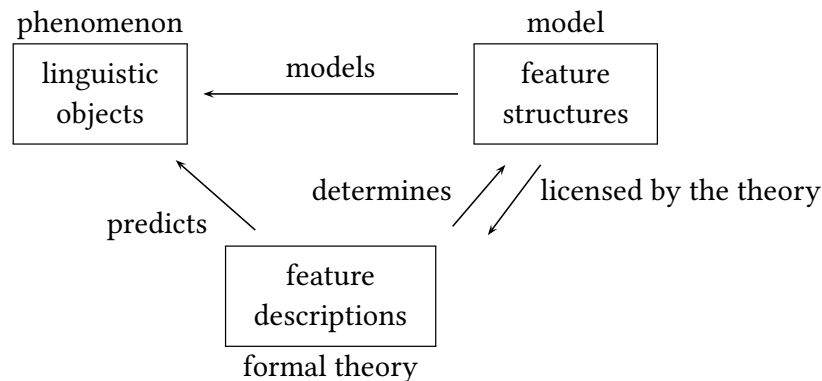 phenomenon
model
linguistic
objects
models
feature
structures
determines
licensed by the theory
predicts
feature
descriptions
formal theory